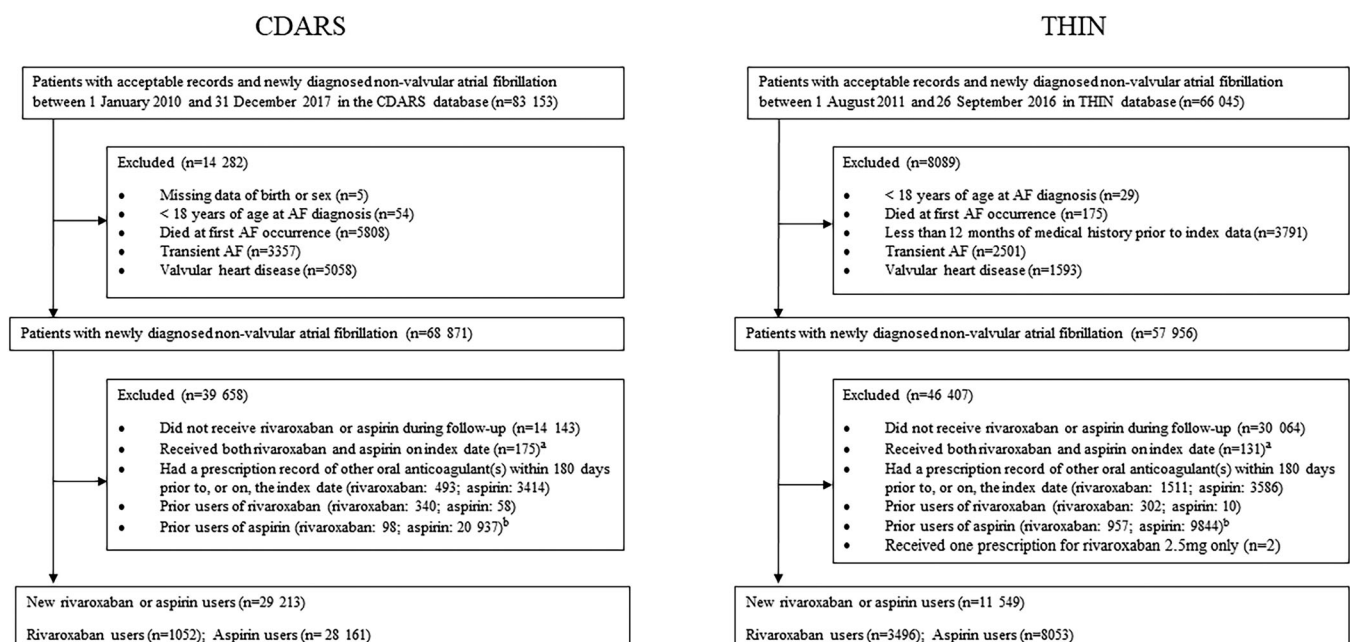 CDARS
Patients with acceptable records and newly diagnosed non-valvular atrial fibrillation
between 1 January 2010 and 31 December 2017 in the CDARS database (n=83 153)
Excluded (n=14 282)
• Missing data of birth or sex (n=5)
• < 18 years of age at AF diagnosis (n=54)
• Died at first AF occurrence (n=5808)
• Transient AF (n=3357)
• Valvular heart disease (n=5058)
Patients with newly diagnosed non-valvular atrial fibrillation (n=68 871)
Excluded (n=39 658)
• Did not receive rivaroxaban or aspirin during follow-up (n=14 143)
• Received both rivaroxaban and aspirin on index date (n=175)a
• Had a prescription record of other oral anticoagulant(s) within 180 days
prior to, or on, the index date (rivaroxaban: 493; aspirin: 3414)
• Prior users of rivaroxaban (rivaroxaban: 340; aspirin: 58)
• Prior users of aspirin (rivaroxaban: 98; aspirin: 20 937)b
New rivaroxaban or aspirin users (n=29 213)
Rivaroxaban users (n=1052); Aspirin users (n= 28 161)
THIN
Patients with acceptable records and newly diagnosed non-valvular atrial fibrillation
between 1 August 2011 and 26 September 2016 in THIN database (n=66 045)
Excluded (n=8089)
• < 18 years of age at AF diagnosis (n=29)
• Died at first AF occurrence (n=175)
• Less than 12 months of medical history prior to index data (n=3791)
• Transient AF (n=2501)
• Valvular heart disease (n=1593)
Patients with newly diagnosed non-valvular atrial fibrillation (n=57 956)
Excluded (n=46 407)
• Did not receive rivaroxaban or aspirin during follow-up (n=30 064)
• Received both rivaroxaban and aspirin on index date (n=131)a
• Had a prescription record of other oral anticoagulant(s) within 180 days
prior to, or on, the index date (rivaroxaban: 1511; aspirin: 3586)
• Prior users of rivaroxaban (rivaroxaban: 302; aspirin: 10)
• Prior users of aspirin (rivaroxaban: 957; aspirin: 9844)b
• Received one prescription for rivaroxaban 2.5mg only (n=2)
New rivaroxaban or aspirin users (n=11 549)
Rivaroxaban users (n=3496); Aspirin users (n=8053)